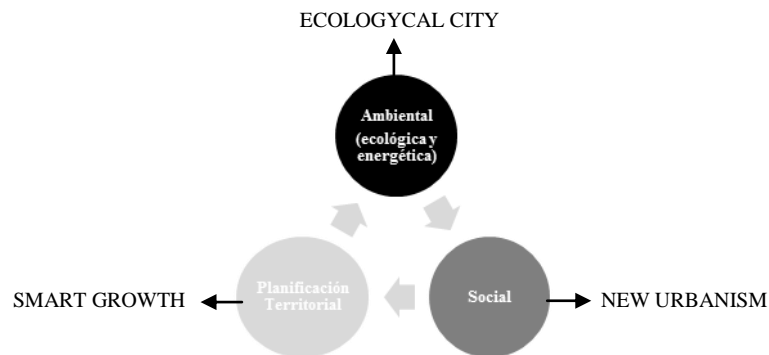 ECOLOGYCAL CITY
Ambiental
(ecológica y
energética)
Planificación
Territorial
Social
SMART GROWTH
NEW URBANISM